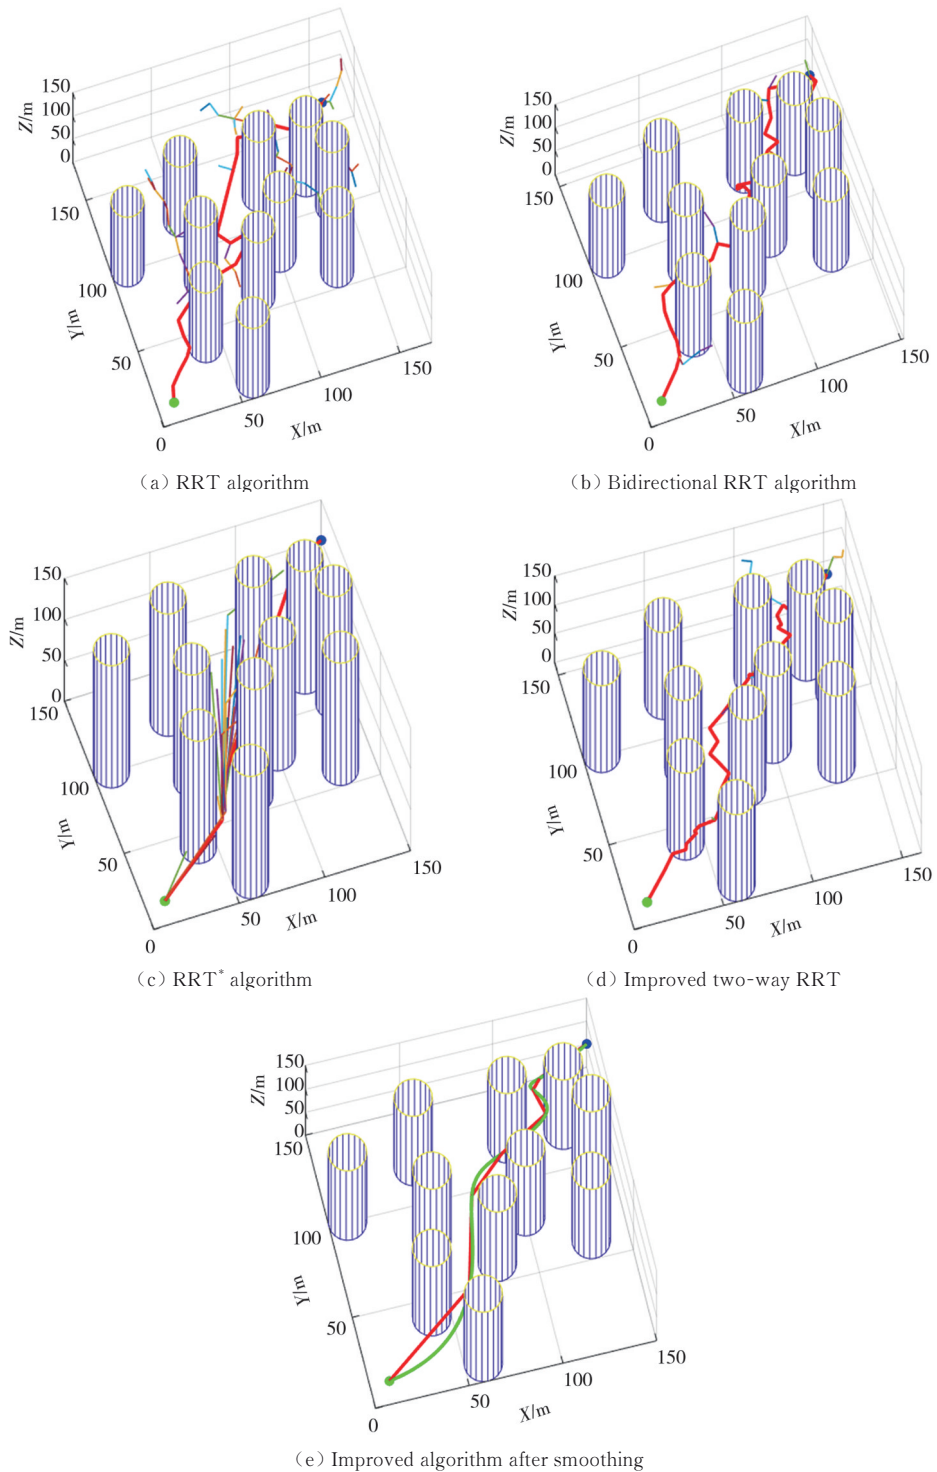 150
100
50
0
Z/m
150
100
50
0
Y/m
50
100
150
X/m
(a) RRT algorithm
150
100
50
0
Z/m
150
100
50
0
Y/m
50
100
150
X/m
(b) Bidirectional RRT algorithm
150
100
50
0
Z/m
150
100
50
0
Y/m
50
100
150
X/m
(c) RRT* algorithm
150
100
50
0
Z/m
150
100
50
0
Y/m
50
100
150
X/m
(d) Improved two-way RRT
150
100
50
0
Z/m
150
100
50
0
Y/m
50
100
150
X/m
(e) Improved algorithm after smoothing